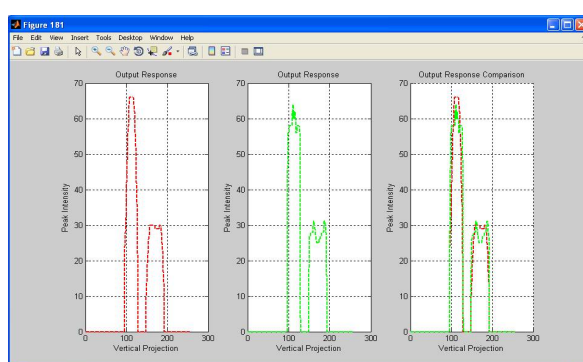 Figure 181
File Edit View Insert Tools Desktop Window Help
Output Response
Output Response
Output Response Comparison
70
60
50
40
30
20
10
0
Peak Intensity
0 100 200 300
Vertical Projection
70
60
50
40
30
20
10
0
Peak Intensity
0 100 200 300
Vertical Projection
70
60
50
40
30
20
10
0
Peak Intensity
0 100 200 300
Vertical Projection